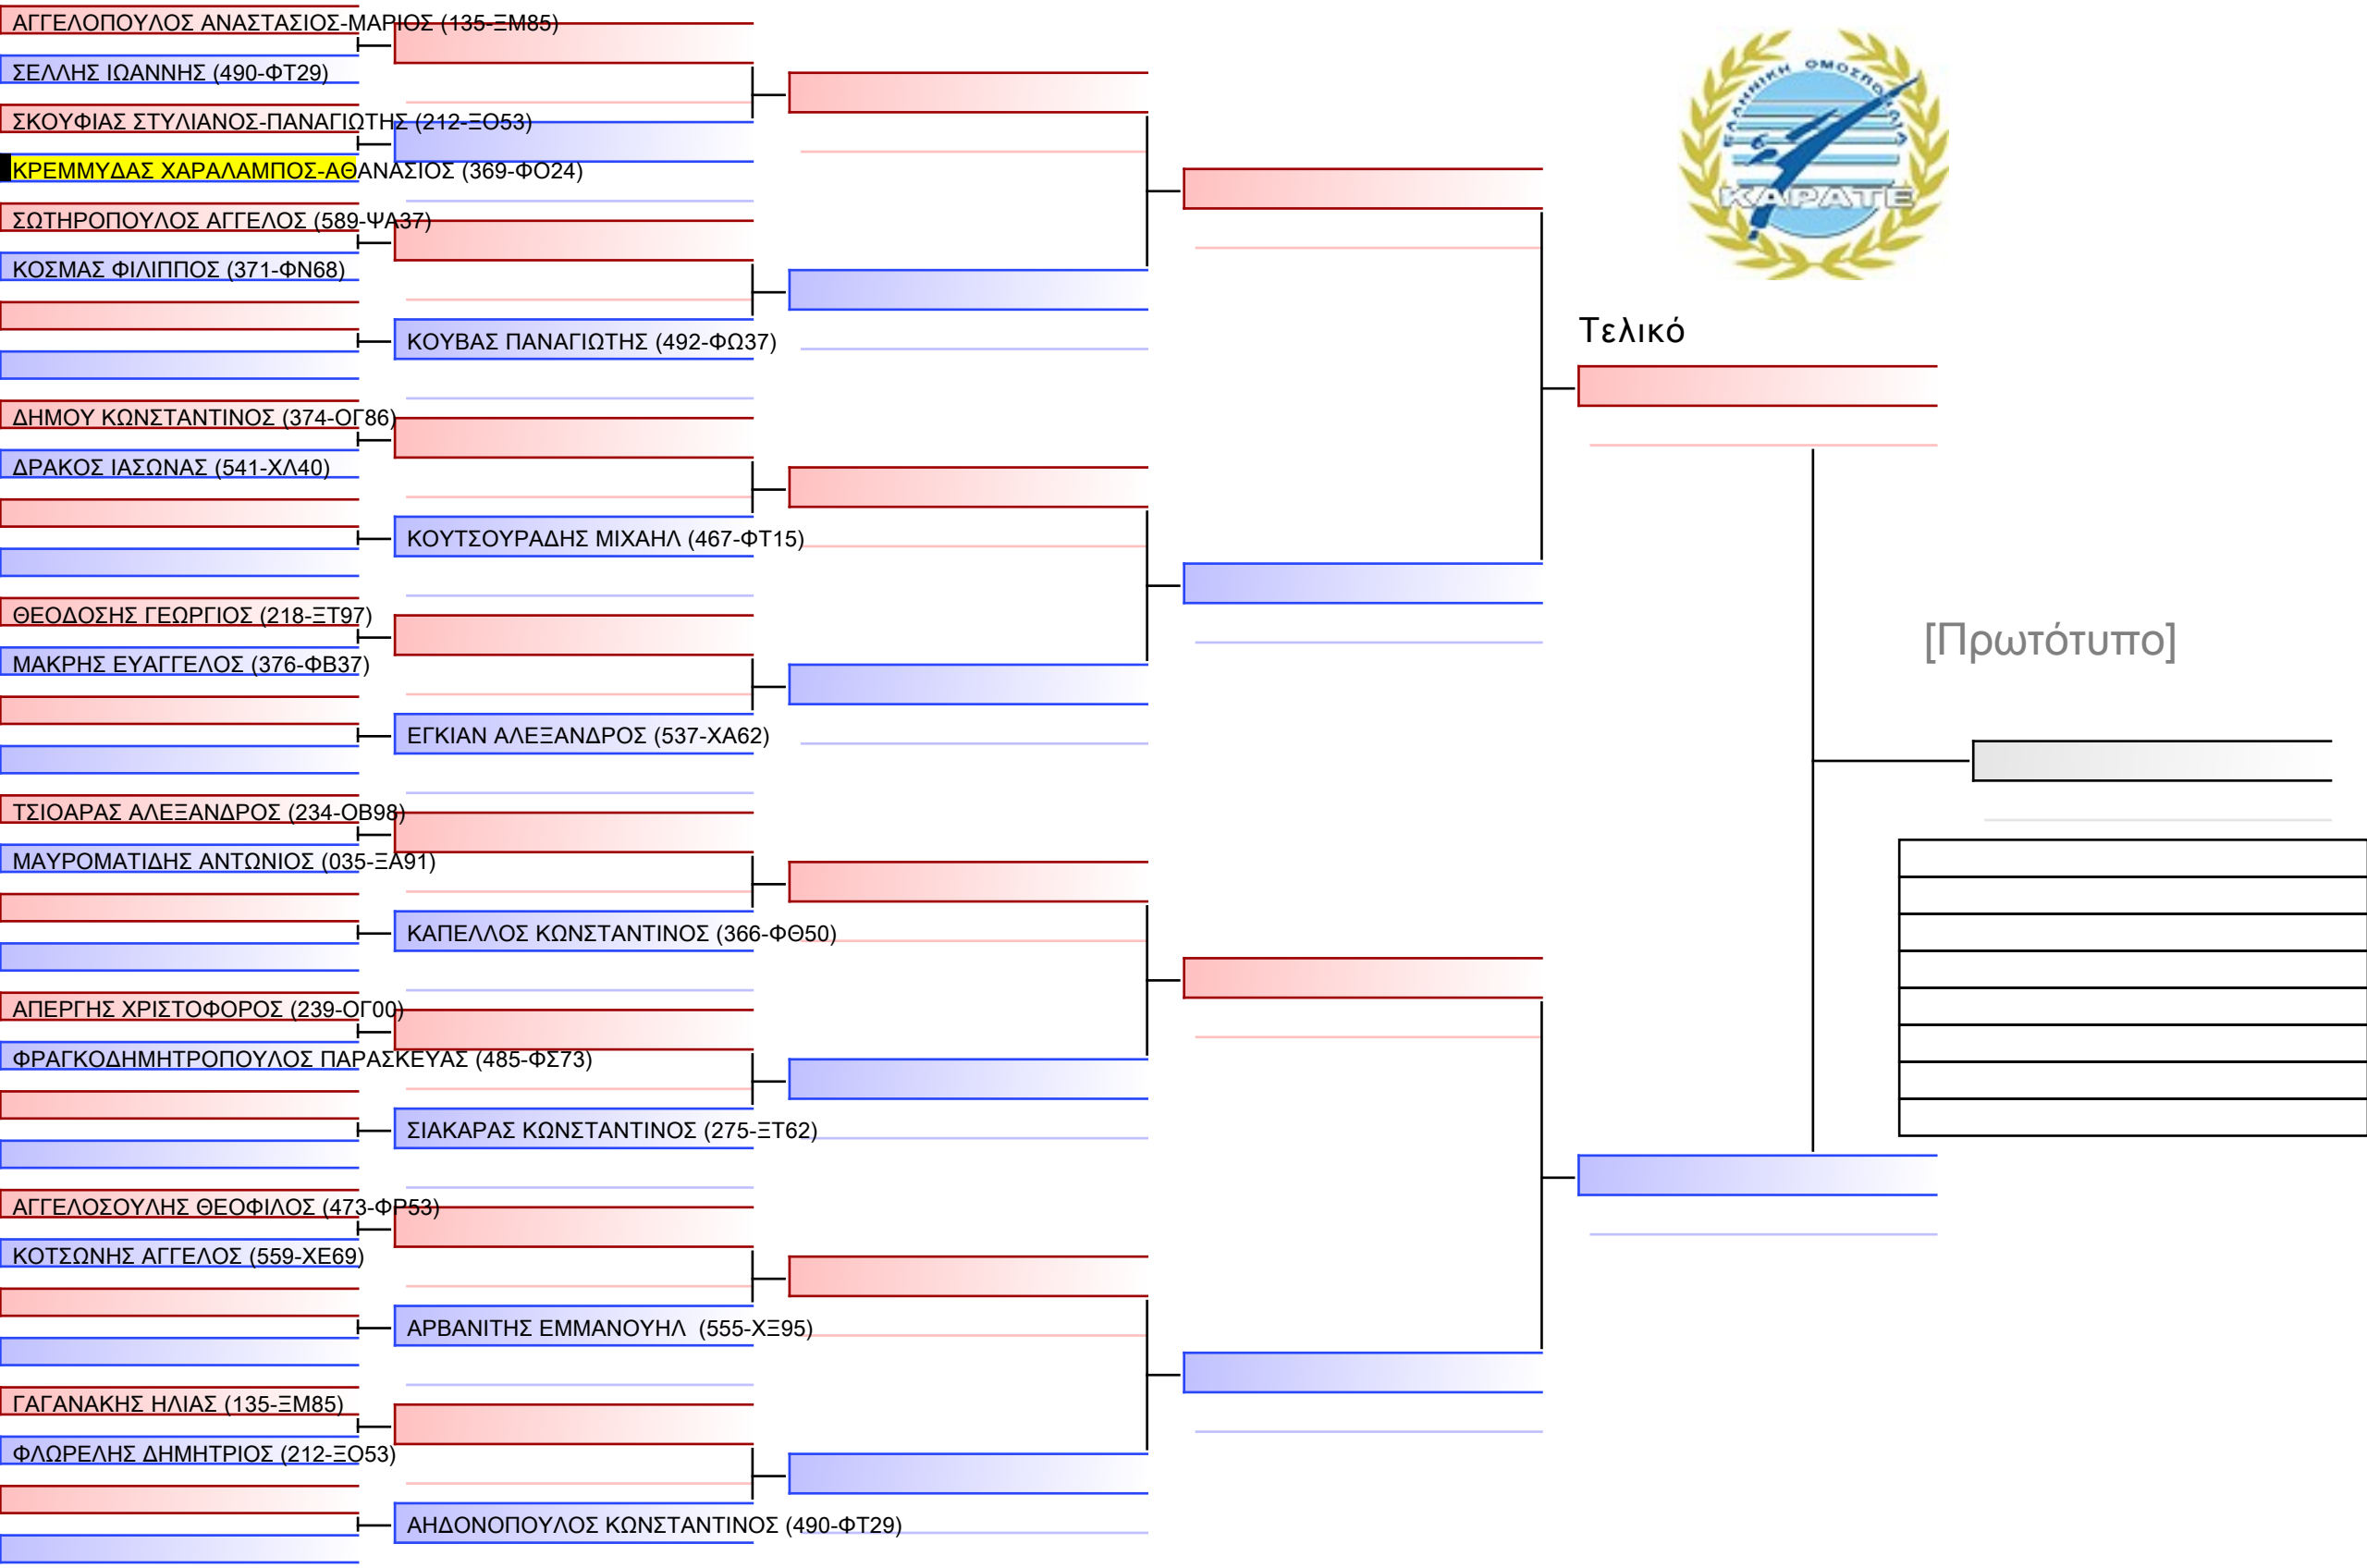 ΑΓΓΕΛΟΠΟΥΛΟΣ ΑΝΑΣΤΑΣΙΟΣ-ΜΑΡΙΟΣ (135-ΞΜ85)
ΣΕΛΛΗΣ ΙΩΑΝΝΗΣ (490-ΦΤ29)
ΣΚΟΥΦΙΑΣ ΣΤΥΛΙΑΝΟΣ-ΠΑΝΑΓΙΩΤΗΣ (212-ΞΟ53)
ΚΡΕΜΜΥΔΑΣ ΧΑΡΑΛΑΜΠΟΣ-ΑΘΑΝΑΣΙΟΣ (369-ΦΟ24)
ΣΩΤΗΡΟΠΟΥΛΟΣ ΑΓΓΕΛΟΣ (589-ΨΑ37)
ΚΟΣΜΑΣ ΦΙΛΙΠΠΟΣ (371-ΦΝ68)
ΚΟΥΒΑΣ ΠΑΝΑΓΙΩΤΗΣ (492-ΦΩ37)
ΔΗΜΟΥ ΚΩΝΣΤΑΝΤΙΝΟΣ (374-ΟΓ86)
ΔΡΑΚΟΣ ΙΑΣΩΝΑΣ (541-ΧΛ40)
ΚΟΥΤΣΟΥΡΑΔΗΣ ΜΙΧΑΗΛ (467-ΦΤ15)
ΘΕΟΔΟΣΗΣ ΓΕΩΡΓΙΟΣ (218-ΞΤ97)
ΜΑΚΡΗΣ ΕΥΑΓΓΕΛΟΣ (376-ΦΒ37)
ΕΓΚΙΑΝ ΑΛΕΞΑΝΔΡΟΣ (537-ΧΑ62)
ΤΣΙΟΑΡΑΣ ΑΛΕΞΑΝΔΡΟΣ (234-ΟΒ98)
ΜΑΥΡΟΜΑΤΙΔΗΣ ΑΝΤΩΝΙΟΣ (035-ΞΑ91)
ΚΑΠΕΛΛΟΣ ΚΩΝΣΤΑΝΤΙΝΟΣ (366-ΦΘ50)
ΑΠΕΡΓΗΣ ΧΡΙΣΤΟΦΟΡΟΣ (239-ΟΓ00)
ΦΡΑΓΚΟΔΗΜΗΤΡΟΠΟΥΛΟΣ ΠΑΡΑΣΚΕΥΑΣ (485-ΦΣ73)
ΣΙΑΚΑΡΑΣ ΚΩΝΣΤΑΝΤΙΝΟΣ (275-ΞΤ62)
ΑΓΓΕΛΟΣΟΥΛΗΣ ΘΕΟΦΙΛΟΣ (473-ΦΡ53)
ΚΟΤΣΩΝΗΣ ΑΓΓΕΛΟΣ (559-ΧΕ69)
ΑΡΒΑΝΙΤΗΣ ΕΜΜΑΝΟΥΗΛ (555-ΧΞ95)
ΓΑΓΑΝΑΚΗΣ ΗΛΙΑΣ (135-ΞΜ85)
ΦΛΩΡΕΛΗΣ ΔΗΜΗΤΡΙΟΣ (212-ΞΟ53)
ΑΗΔΟΝΟΠΟΥΛΟΣ ΚΩΝΣΤΑΝΤΙΝΟΣ (490-ΦΤ29)
ΕΛΛΗΝΙΚΗ ΟΜΟΣΠΟΝΔΙΑ
ΚΑΡΑΤΕ
Τελικό
[Πρωτότυπο]